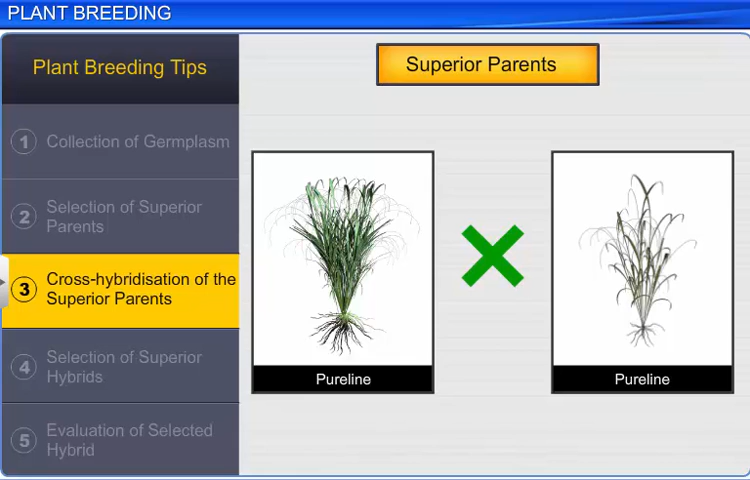 PLANT BREEDING
Plant Breeding Tips
1 Collection of Germplasm
2 Selection of Superior
Parents
3 Cross-hybridisation of the
Superior Parents
4 Selection of Superior
Hybrids
5 Evaluation of Selected
Hybrid
Superior Parents
Pureline
Pureline